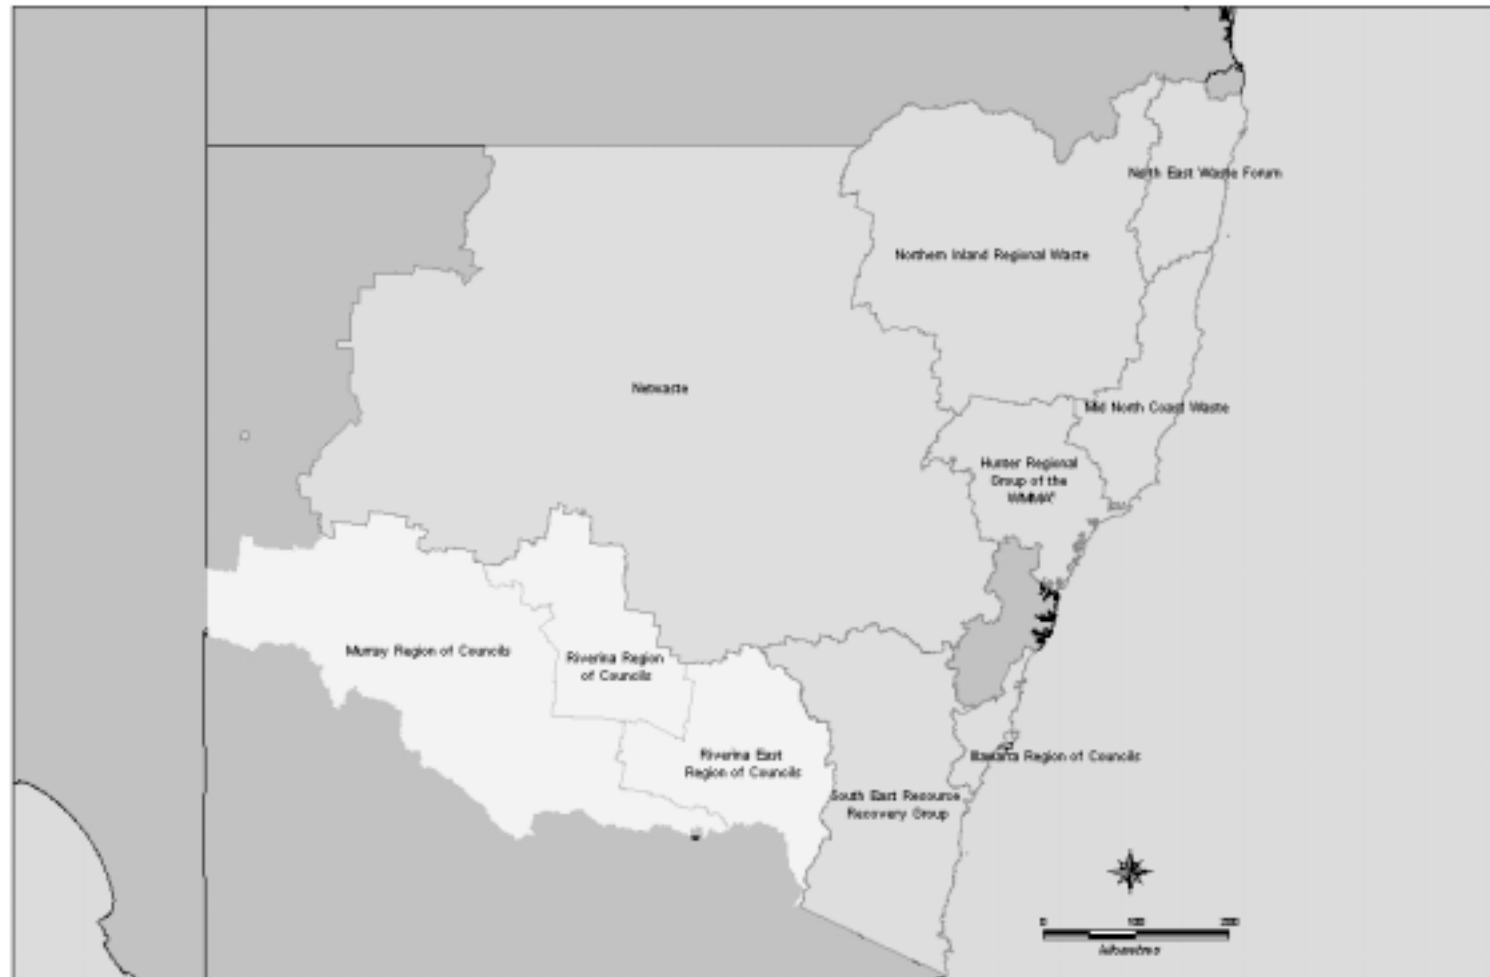 North East Waste Forum
Northern Inland Regional Waste
Netwaste
Mid North Coast Waste
Hunter Regional
Group of the
WMMA
Murray Region of Councils
Riverina Region
of Councils
Riverina East
Region of Councils
Illawarra Region of Councils
South East Resource
Recovery Group
0 100 200
kilometres